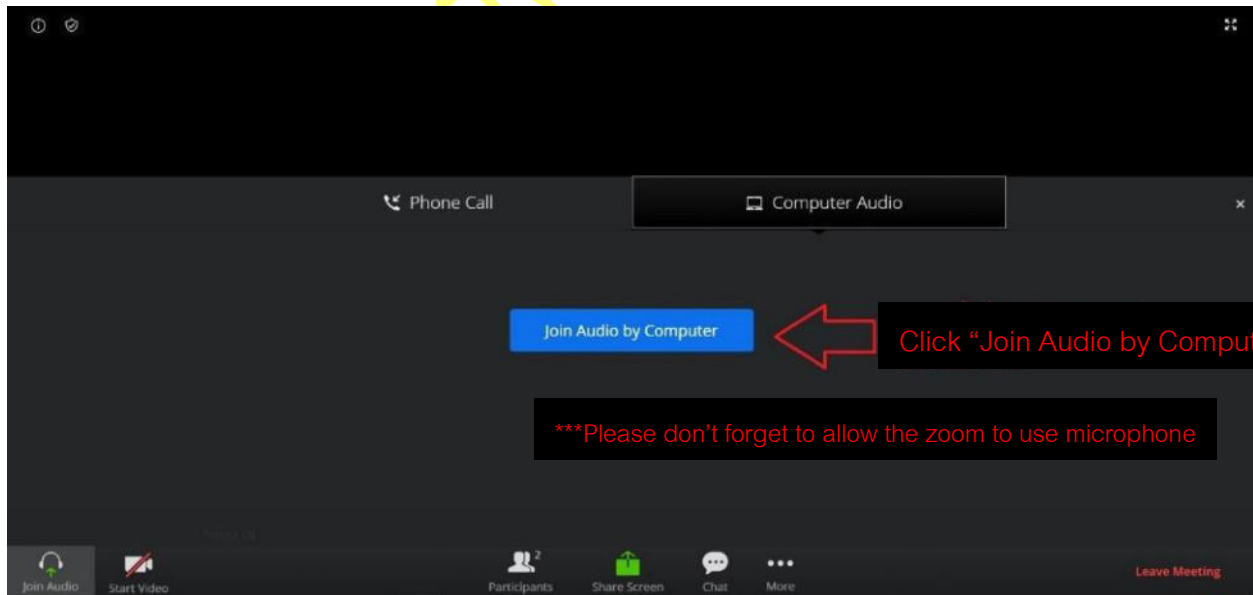 Phone Call
Computer Audio
Join Audio by Computer
Click “Join Audio by Comput
***Please don’t forget to allow the zoom to use microphone
Join Audio
Start Video
Participants
2
Share Screen
Chat
More
Leave Meeting